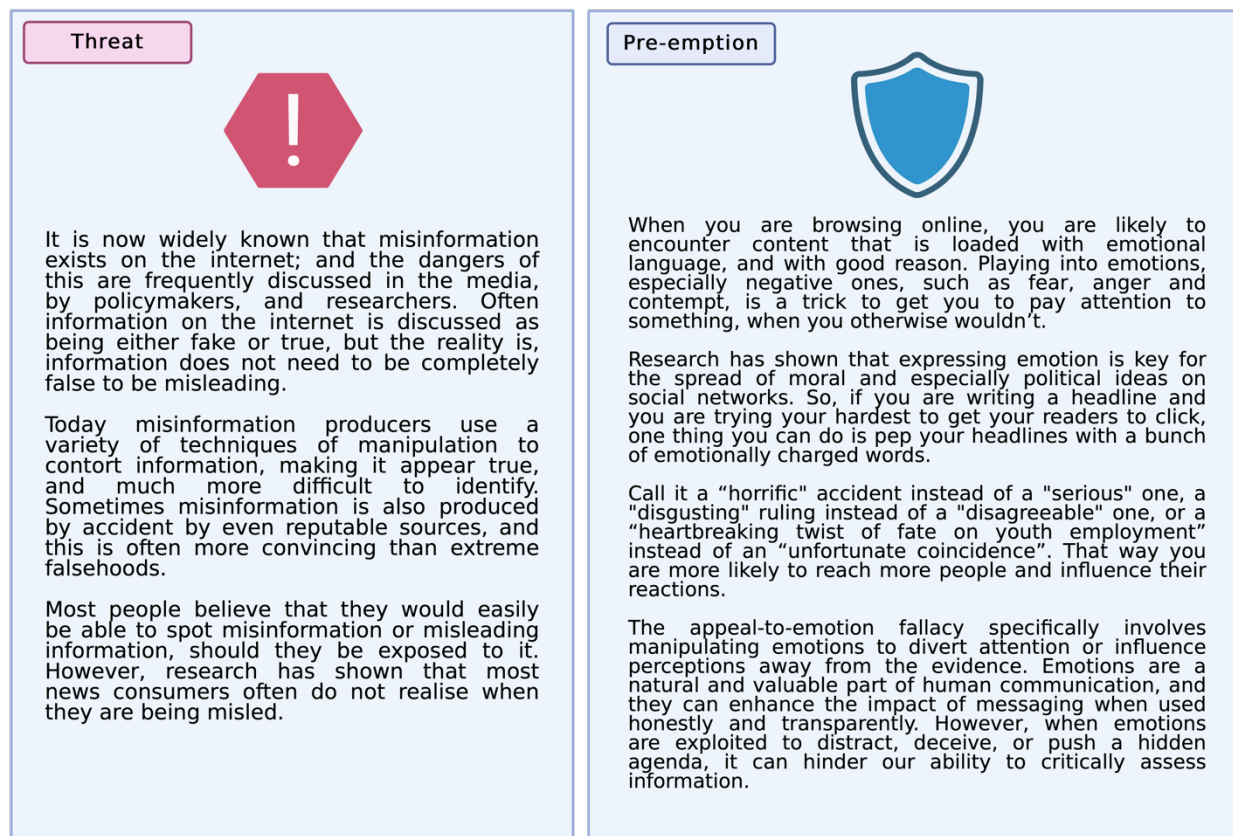 Threat
It is now widely known that misinformation
exists on the internet; and the dangers of
this are frequently discussed in the media,
by policymakers, and researchers. Often
information on the internet is discussed as
being either fake or true, but the reality is,
information does not need to be completely
false to be misleading.
Today misinformation producers use a
variety of techniques of manipulation to
contort information, making it appear true,
and much more difficult to identify.
Sometimes misinformation is also produced
by accident by even reputable sources, and
this is often more convincing than extreme
falsehoods.
Most people believe that they would easily
be able to spot misinformation or misleading
information, should they be exposed to it.
However, research has shown that most
news consumers often do not realise when
they are being misled.
Pre-emption
When you are browsing online, you are likely to
encounter content that is loaded with emotional
language, and with good reason. Playing into emotions,
especially negative ones, such as fear, anger and
contempt, is a trick to get you to pay attention to
something, when you otherwise wouldn’t.
Research has shown that expressing emotion is key for
the spread of moral and especially political ideas on
social networks. So, if you are writing a headline and
you are trying your hardest to get your readers to click,
one thing you can do is pep your headlines with a bunch
of emotionally charged words.
Call it a “horrific" accident instead of a "serious" one, a
"disgusting" ruling instead of a "disagreeable" one, or a
“heartbreaking twist of fate on youth employment”
instead of an “unfortunate coincidence”. That way you
are more likely to reach more people and influence their
reactions.
The appeal-to-emotion fallacy specifically involves
manipulating emotions to divert attention or influence
perceptions away from the evidence. Emotions are a
natural and valuable part of human communication, and
they can enhance the impact of messaging when used
honestly and transparently. However, when emotions
are exploited to distract, deceive, or push a hidden
agenda, it can hinder our ability to critically assess
information.